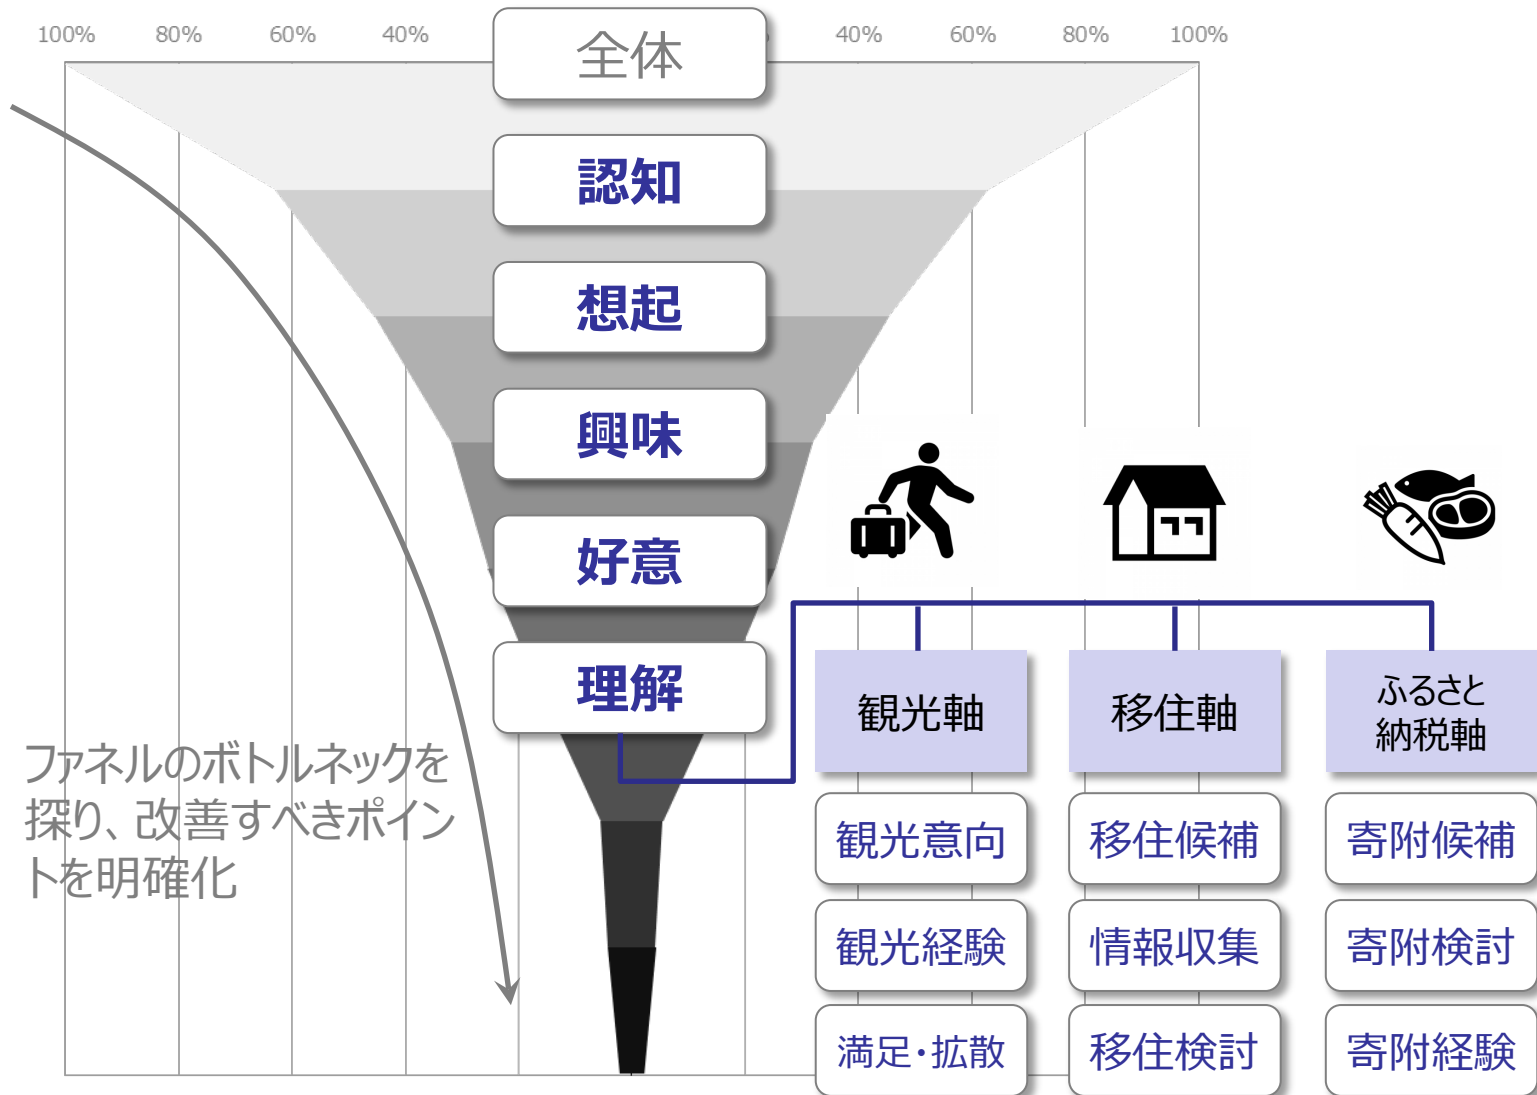 100% 80% 60% 40% 40% 60% 80% 100%
全体
認知
想起
興味
好意
理解
観光軸
移住軸
ふるさと
納税軸
ファネルのボトルネックを
探り、改善すべきポイン
トを明確化
観光意向
移住候補
寄附候補
観光経験
情報収集
寄附検討
満足・拡散
移住検討
寄附経験